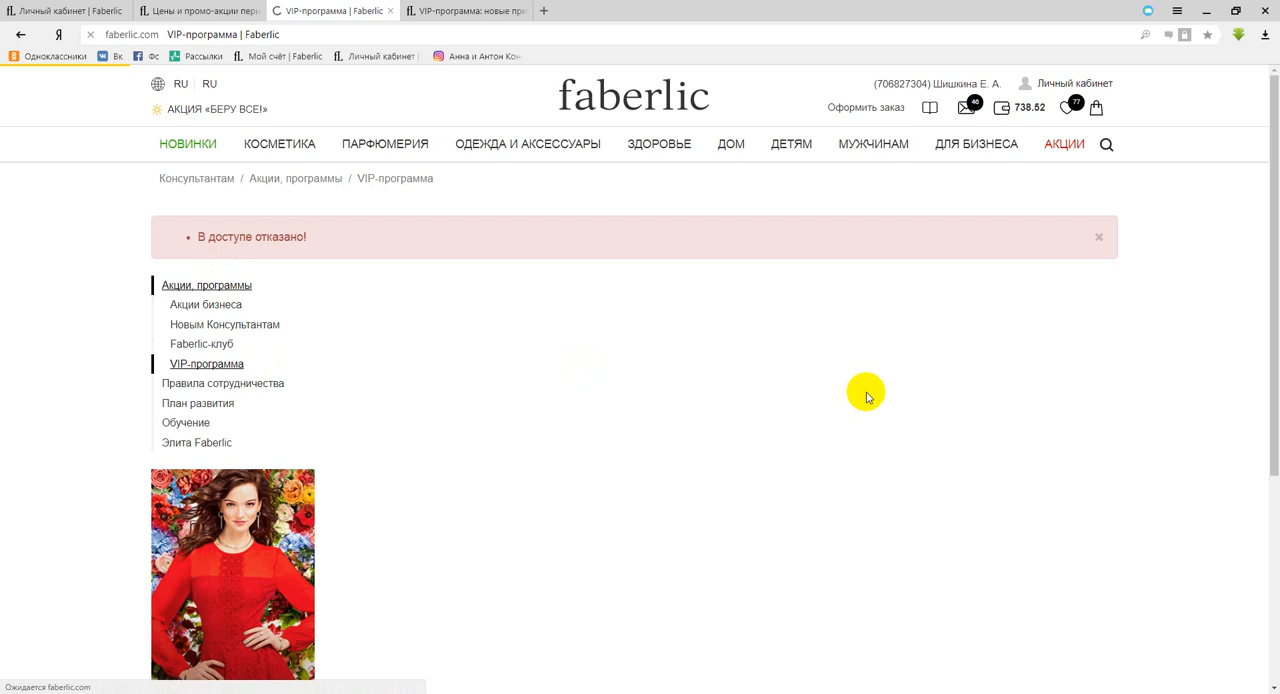 Личный кабинет | Faberlic
Цены и промо-акции пер
VIP-программа | Faberlic
VIP-программа: новые при
faberlic.com VIP-программа | Faberlic
Одноклассники Вк Фс Рассылки Мой счёт | Faberlic Личный кабинет | Анна и Антон Кон
RU RU
faberlic
(706827304) Шишкина Е. А. Личный кабинет
АКЦИЯ «БЕРУ ВСЕ!»
Оформить заказ 46 738.52 77
НОВИНКИ КОСМЕТИКА ПАРФЮМЕРИЯ ОДЕЖДА И АКСЕССУАРЫ ЗДОРОВЬЕ ДОМ ДЕТЯМ МУЖЧИНАМ ДЛЯ БИЗНЕСА АКЦИИ
Консультантам / Акции, программы / VIP-программа
В доступе отказано!
Акции, программы
Акции бизнеса
Новым Консультантам
Faberlic-клуб
VIP-программа
Правила сотрудничества
План развития
Обучение
Элита Faberlic
Ожидается faberlic.com